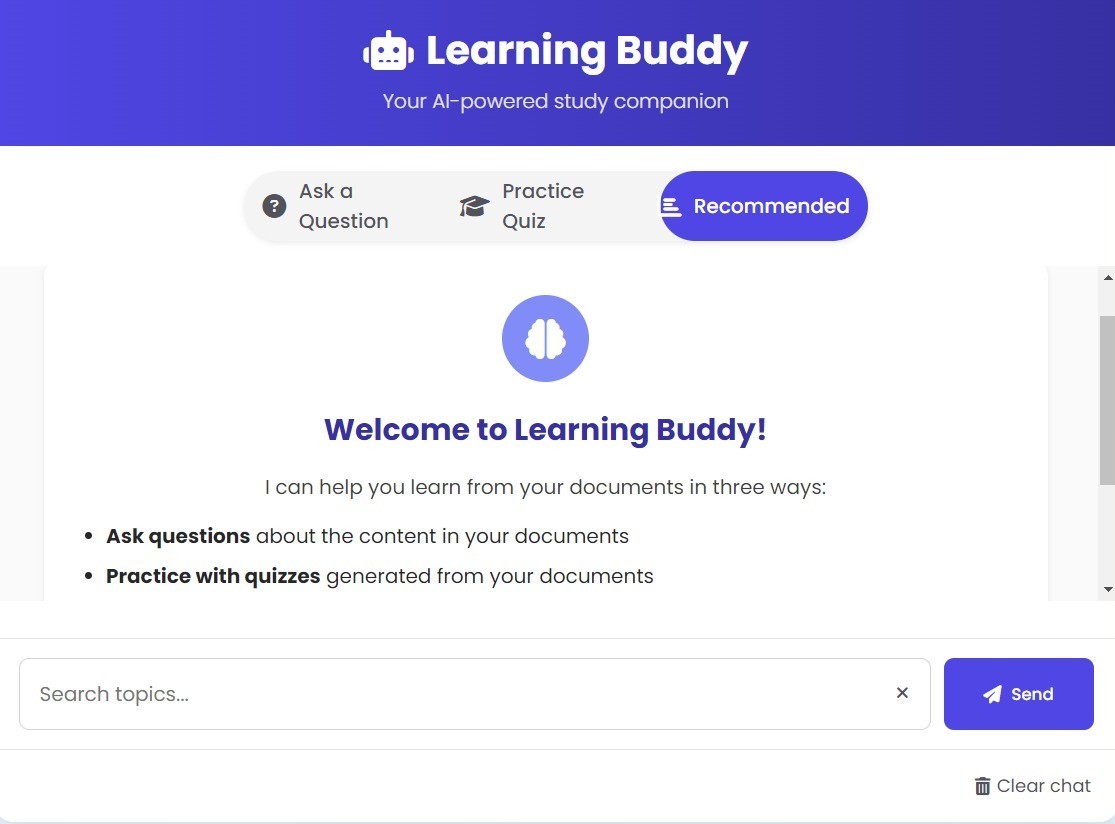 Learning Buddy
Your AI-powered study companion
Ask a
Question
Practice
Quiz
Recommended
Welcome to Learning Buddy!
I can help you learn from your documents in three ways:
Ask questions about the content in your documents
Practice with quizzes generated from your documents
Search topics...
Send
Clear chat